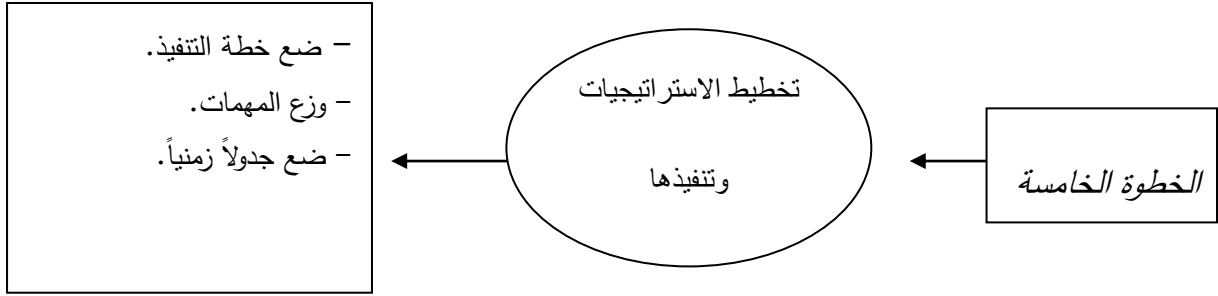 الخطوة الخامسة
تخطيط الاستراتيجيات
وتنفيذها
– ضع خطة التنفيذ.
- وزع المهمات.
- ضع جدولاً زمنياً.